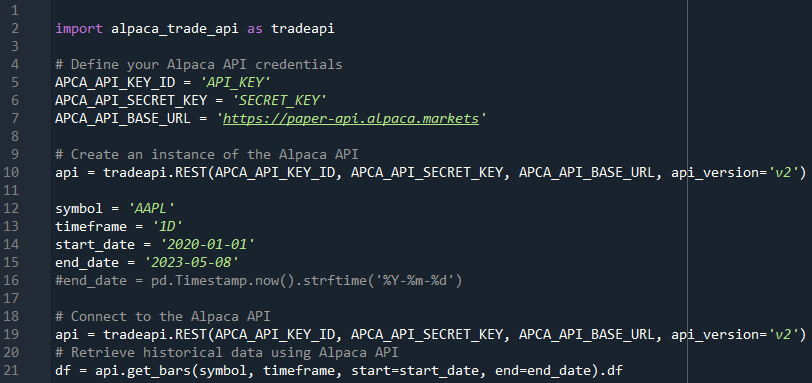 1
2 import alpaca_trade_api as tradeapi
3
4 # Define your Alpaca API credentials
5 APCA_API_KEY_ID = 'API_KEY'
6 APCA_API_SECRET_KEY = 'SECRET_KEY'
7 APCA_API_BASE_URL = 'https://paper-api.alpaca.markets'
8
9 # Create an instance of the Alpaca API
10 api = tradeapi.REST(APCA_API_KEY_ID, APCA_API_SECRET_KEY, APCA_API_BASE_URL, api_version='v2')
11
12 symbol = 'AAPL'
13 timeframe = '1D'
14 start_date = '2020-01-01'
15 end_date = '2023-05-08'
16 #end_date = pd.Timestamp.now().strftime('%Y-%m-%d')
17
18 # Connect to the Alpaca API
19 api = tradeapi.REST(APCA_API_KEY_ID, APCA_API_SECRET_KEY, APCA_API_BASE_URL, api_version='v2')
20 # Retrieve historical data using Alpaca API
21 df = api.get_bars(symbol, timeframe, start=start_date, end=end_date).df